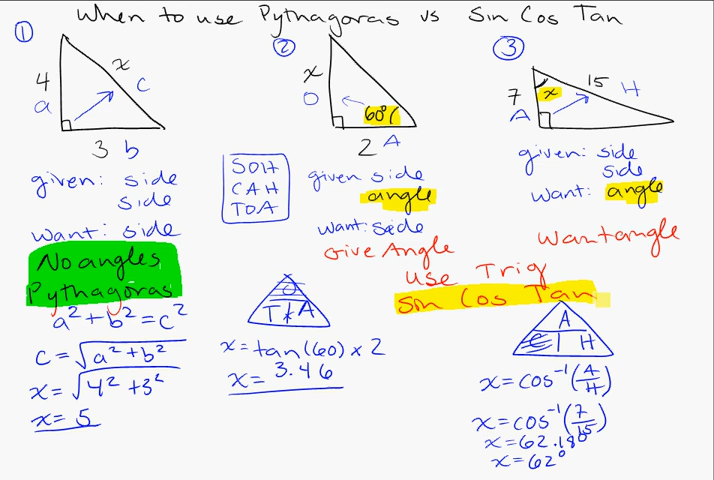 When to use Pythagoras vs Sin Cos Tan
①
4
x
a
c
3 b
given: side
side
want: side
No angles
Pythagoras
a² + b² = c²
c = √a² + b²
x = √4² + 3²
x = 5
②
x
O
60°
2 A
SOH
CAH
TOA
given side
angle
want: side
Give Angle
O
T x A
x = tan(60) x 2
x = 3.46
③
7
x
15 H
A
given: side
side
want: angle
Want angle
Use Trig
Sin Cos Tan
A
C H
x = cos⁻¹(A/H)
x = cos⁻¹(7/15)
x = 62.18°
x = 62°